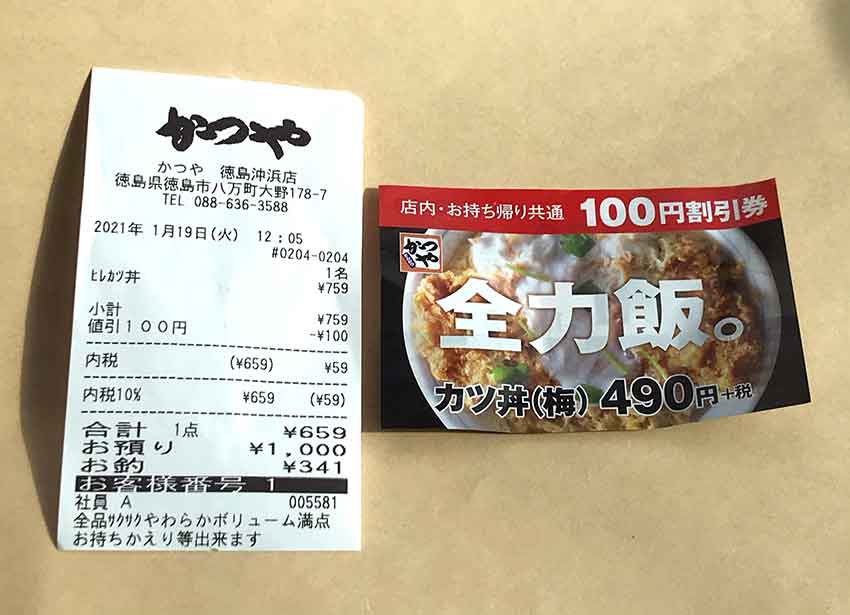 かつや
かつや 徳島沖浜店
徳島県徳島市八万町大野178-7
TEL 088-636-3588
2021年 1月19日(火) 12:05
#0204-0204
1名
ﾋﾚｶﾂ丼 ¥759
小計 ¥759
値引100円 -¥100
内税 (¥659) ¥59
内税10% ¥659 (¥59)
合計 1点 ¥659
お預り ¥1,000
お釣 ¥341
お客様番号 1
社員 A 005581
全品ｻｸｻｸやわらかボリューム満点
お持ちかえり等出来ます
店内・お持ち帰り共通 100円割引券
かつや
全力飯。
カツ丼(梅) 490円+税